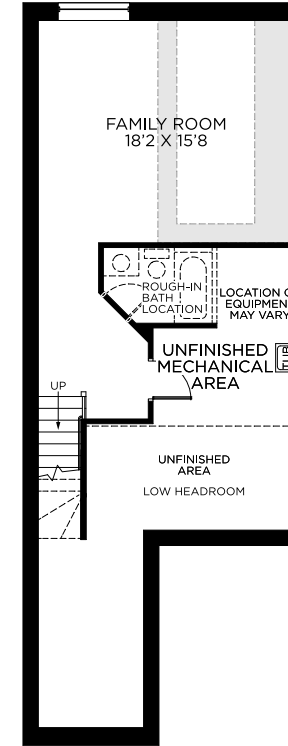 FAMILY ROOM
18'2 X 15'8
ROUGH-IN
BATH
LOCATION
LOCATION O
EQUIPMEN
MAY VARY
UNFINISHED
MECHANICAL
AREA
UP
UNFINISHED
AREA
LOW HEADROOM